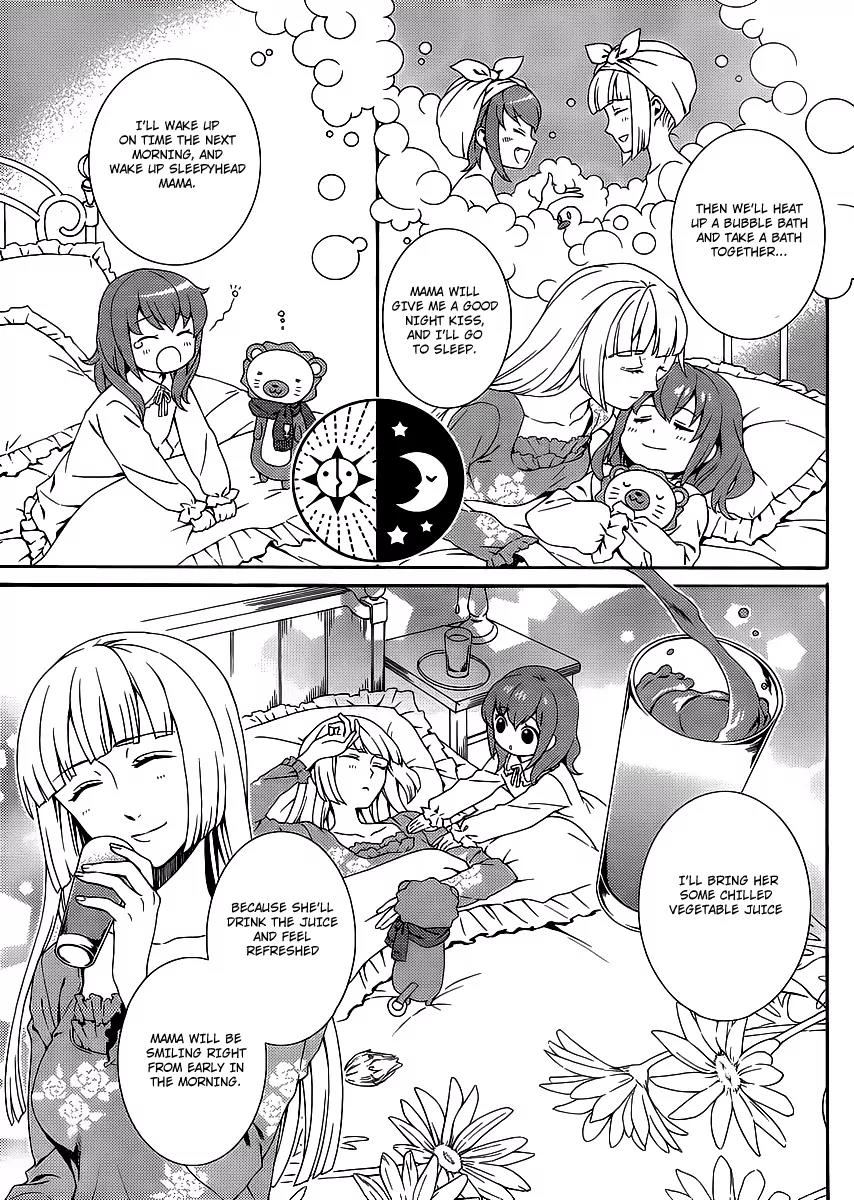 THEN WE'LL HEAT
UP A BUBBLE BATH
AND TAKE A BATH
TOGETHER...
MAMA WILL
GIVE ME A GOOD
NIGHT KISS,
AND I'LL GO
TO SLEEP.
I'LL WAKE UP
ON TIME THE NEXT
MORNING, AND
WAKE UP SLEEPYHEAD
MAMA.
I'LL BRING HER
SOME CHILLED
VEGETABLE JUICE
BECAUSE SHE'LL
DRINK THE JUICE
AND FEEL
REFRESHED
MAMA WILL BE
SMILING RIGHT
FROM EARLY IN
THE MORNING.